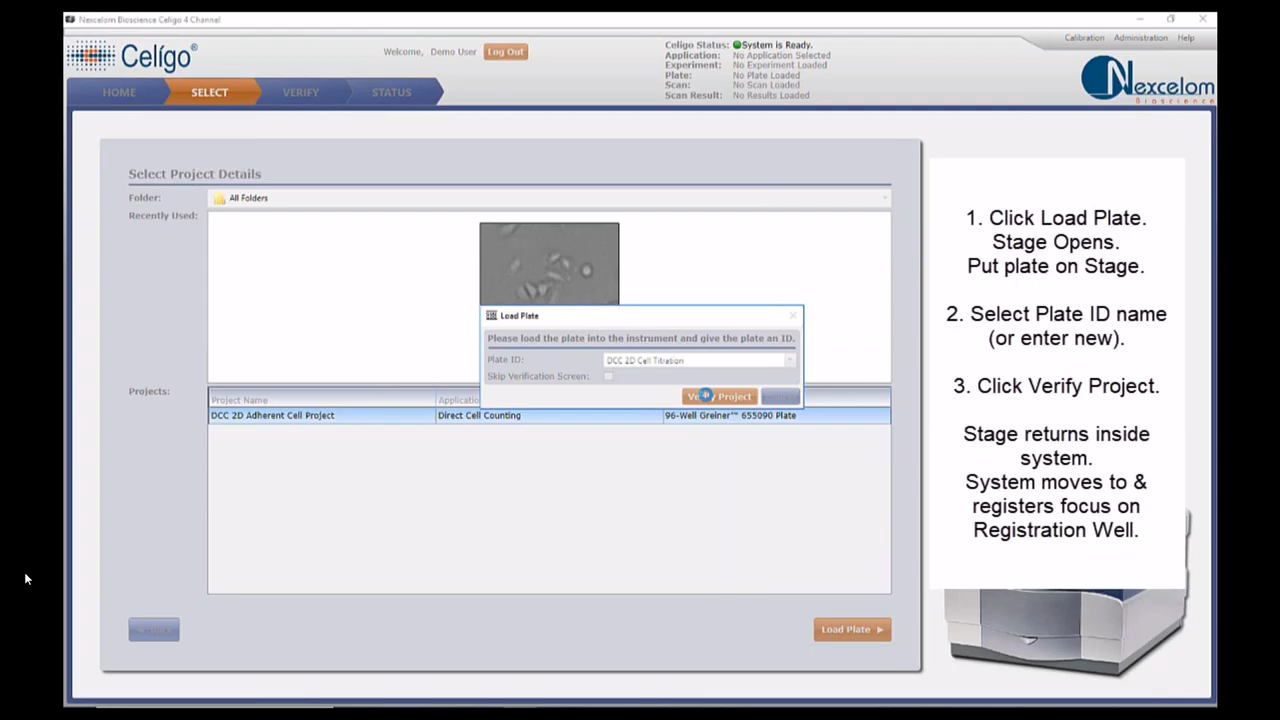 Nexcelom Bioscience Celigo 4 Channel
Calibration Administration Help
Celigo®
Welcome, Demo User Log Out
Celigo Status: System is Ready.
Application: No Application Selected
Experiment: No Experiment Loaded
Plate: No Plate Loaded
Scan: No Scan Loaded
Scan Result: No Results Loaded
Nexcelom
Bioscience
HOME SELECT VERIFY STATUS
Select Project Details
Folder: All Folders
Recently Used:
Load Plate
Please load the plate into the instrument and give the plate an ID.
Plate ID: DCC 2D Cell Titration
Skip Verification Screen:
Project
Projects:
Project Name
DCC 2D Adherent Cell Project Direct Cell Counting 96-Well Greiner™ 655090 Plate
Load Plate
1. Click Load Plate.
Stage Opens.
Put plate on Stage.
2. Select Plate ID name
(or enter new).
3. Click Verify Project.
Stage returns inside
system.
System moves to &
registers focus on
Registration Well.